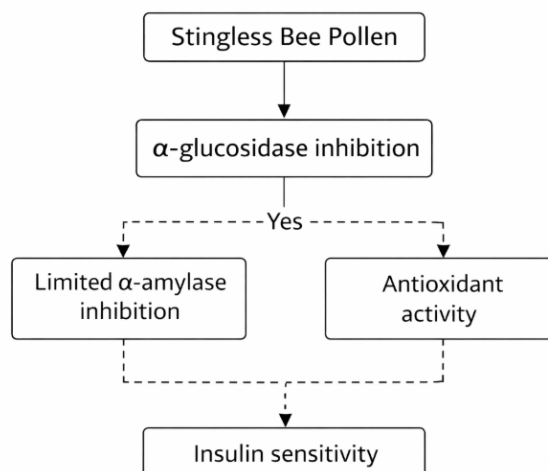 Stingless Bee Pollen
α-glucosidase inhibition
Yes
Limited α-amylase
inhibition
Antioxidant
activity
Insulin sensitivity